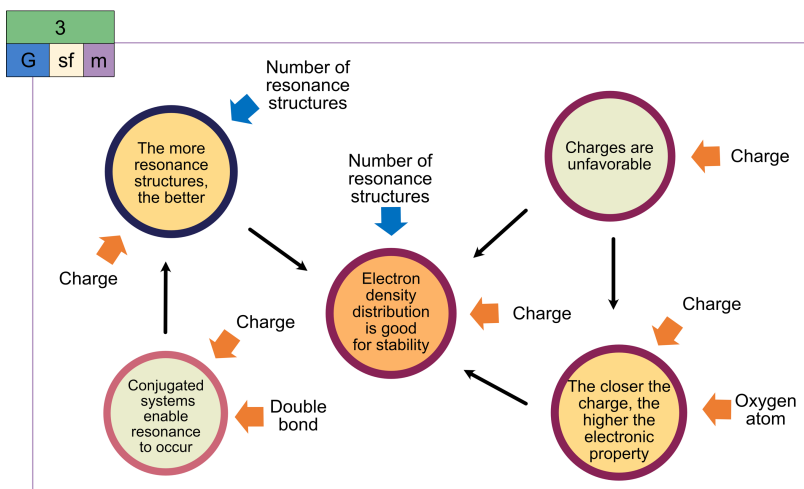 3
G sf m
Number of
resonance
structures
The more
resonance
structures,
the better
Charge
Number of
resonance
structures
Charges are
unfavorable
Charge
Electron
density
distribution
is good
for stability
Charge
Charge
Conjugated
systems
enable
resonance
to occur
Double
bond
Charge
The closer the
charge, the
higher the
electronic
property
Oxygen
atom